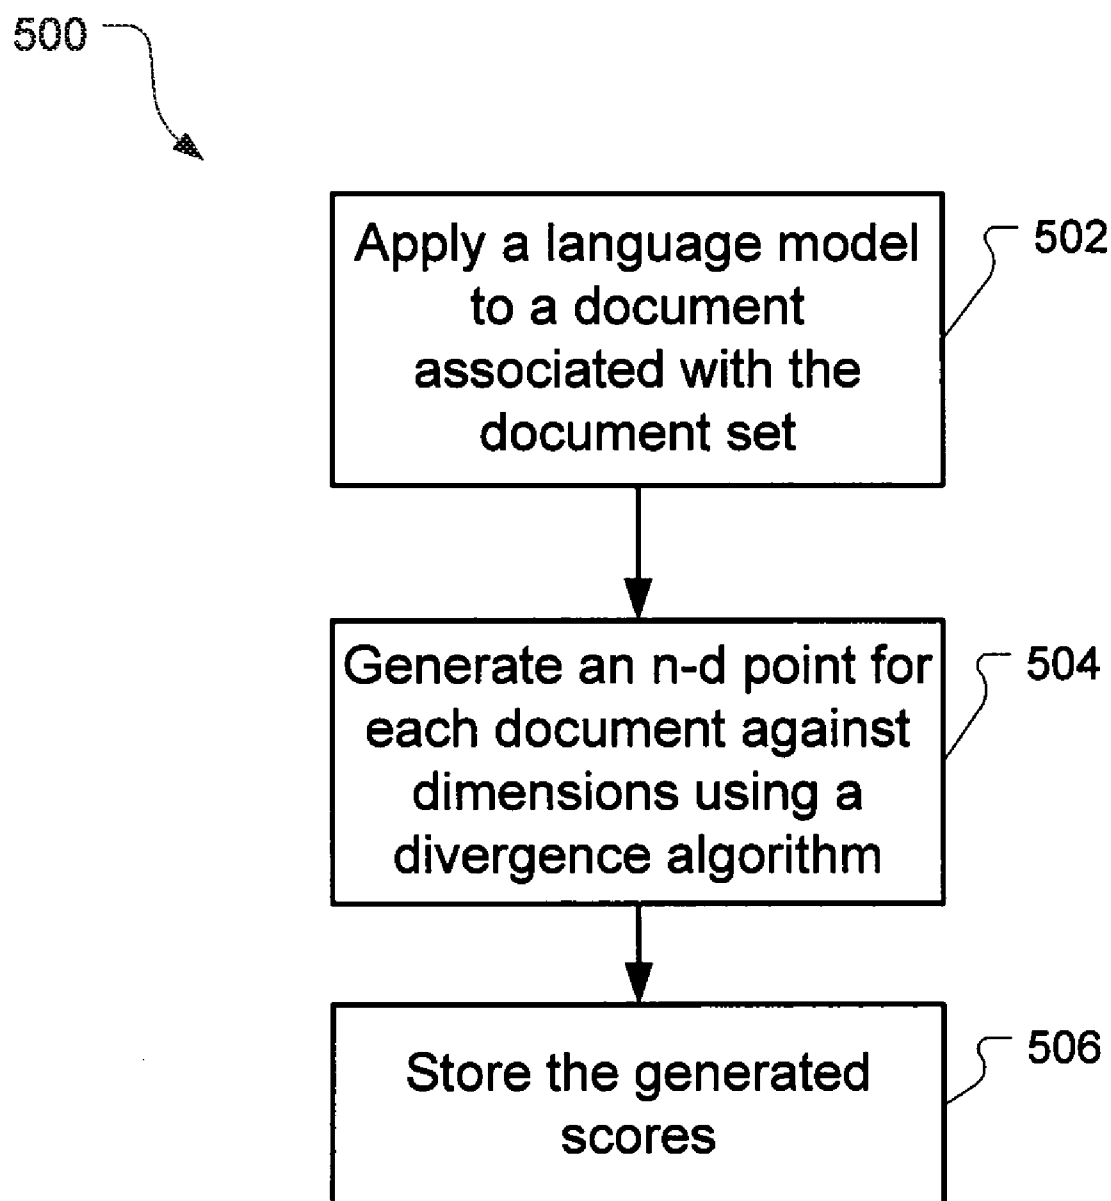 500
Apply a language model
to a document
associated with the
document set
502
Generate an n-d point for
each document against
dimensions using a
divergence algorithm
504
Store the generated
scores
506